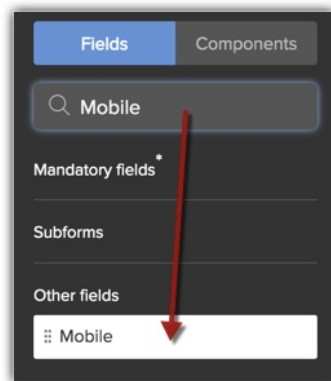 Fields Components
Mobile
Mandatory fields*
Subforms
Other fields
Mobile